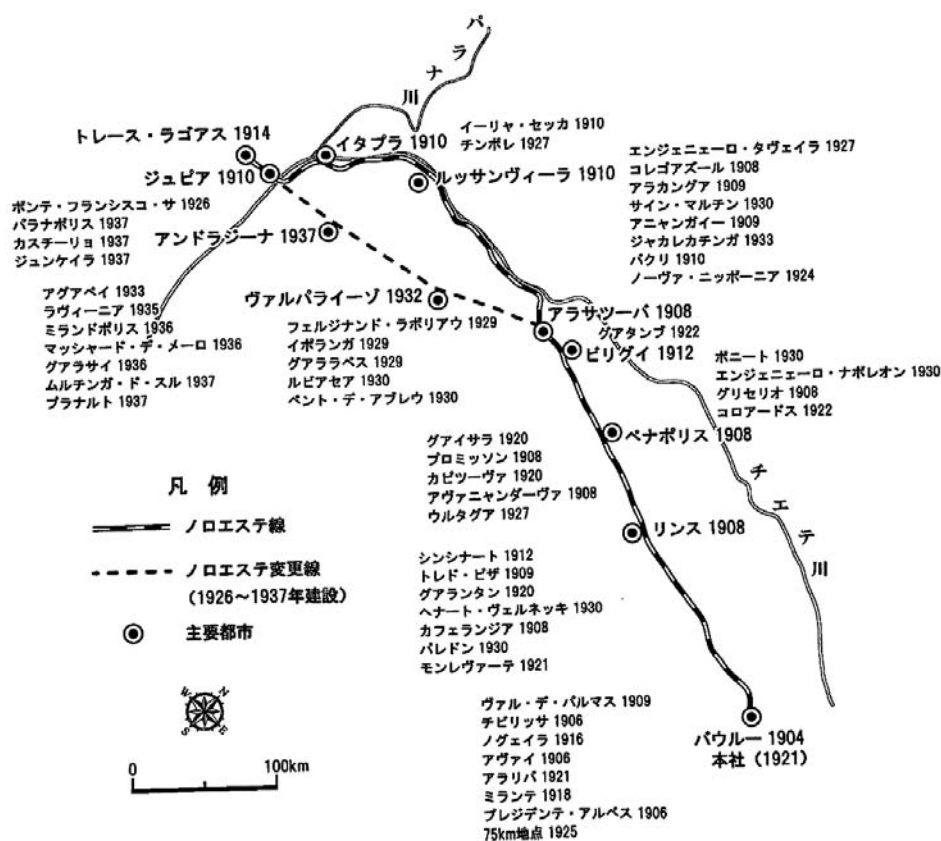 パラナ川
トレース・ラゴアス 1914
イタプラ 1910
ジュピア 1910
イーリャ・セッカ 1910
チンボレ 1927
ルッサンヴィーラ 1910
エンジェニェーロ・タヴェイラ 1927
コレゴアズール 1908
アラカングア 1909
サイン・マルチン 1930
アニャンガイー 1909
ジャカレカチンガ 1933
バクリ 1910
ノーヴァ・ニッポーニア 1924
ポンテ・フランシスコ・サ 1926
パラナポリス 1937
カスチーリョ 1937
ジュンケイラ 1937
アンドラジーナ 1937
アグアペイ 1933
ラヴィーニア 1935
ミランドポリス 1936
マッシャード・デ・メーロ 1936
グアラサイ 1936
ムルチンガ・ド・スル 1937
プラナルト 1937
ヴァルパライーゾ 1932
フェルジナンド・ラボリアウ 1929
イポランガ 1929
グアララペス 1929
ルビアセア 1930
ベント・デ・アブレウ 1930
アラサツーバ 1908
グアタンブ 1922
ビリグイ 1912
ボニート 1930
エンジェニェーロ・ナポレオン 1930
グリセリオ 1908
コロアードス 1922
ペナポリス 1908
チエテ川
グアイサラ 1920
プロミッソン 1908
カピツーヴァ 1920
アヴァニャンダーヴァ 1908
ウルタグア 1927
リンス 1908
シンシナート 1912
トレド・ピザ 1909
グアランタン 1920
ヘナート・ヴェルネッキ 1930
カフェランジア 1908
パレドン 1930
モンレヴァーテ 1921
ヴァル・デ・パルマス 1909
チビリッサ 1906
ノグェイラ 1916
アヴァイ 1906
アラリバ 1921
ミランテ 1918
プレジデンテ・アルベス 1906
75km地点 1925
バウルー 1904
本社（1921）
凡 例
ノロエステ線
ノロエステ変更線
（1926～1937年建設）
主要都市
W N
S E
0 100km